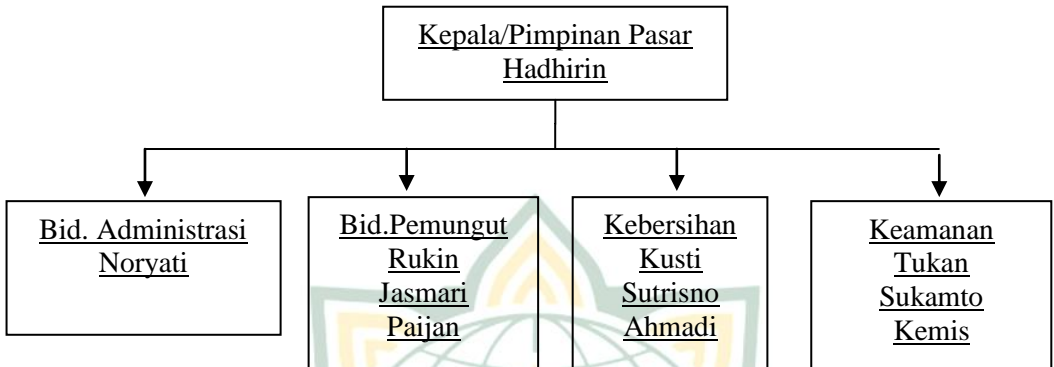 Kepala/Pimpinan Pasar
Hadhirin
Bid. Administrasi
Noryati
Bid.Pemungut
Rukin
Jasmari
Paijan
Kebersihan
Kusti
Sutrisno
Ahmadi
Keamanan
Tukan
Sukamto
Kemis